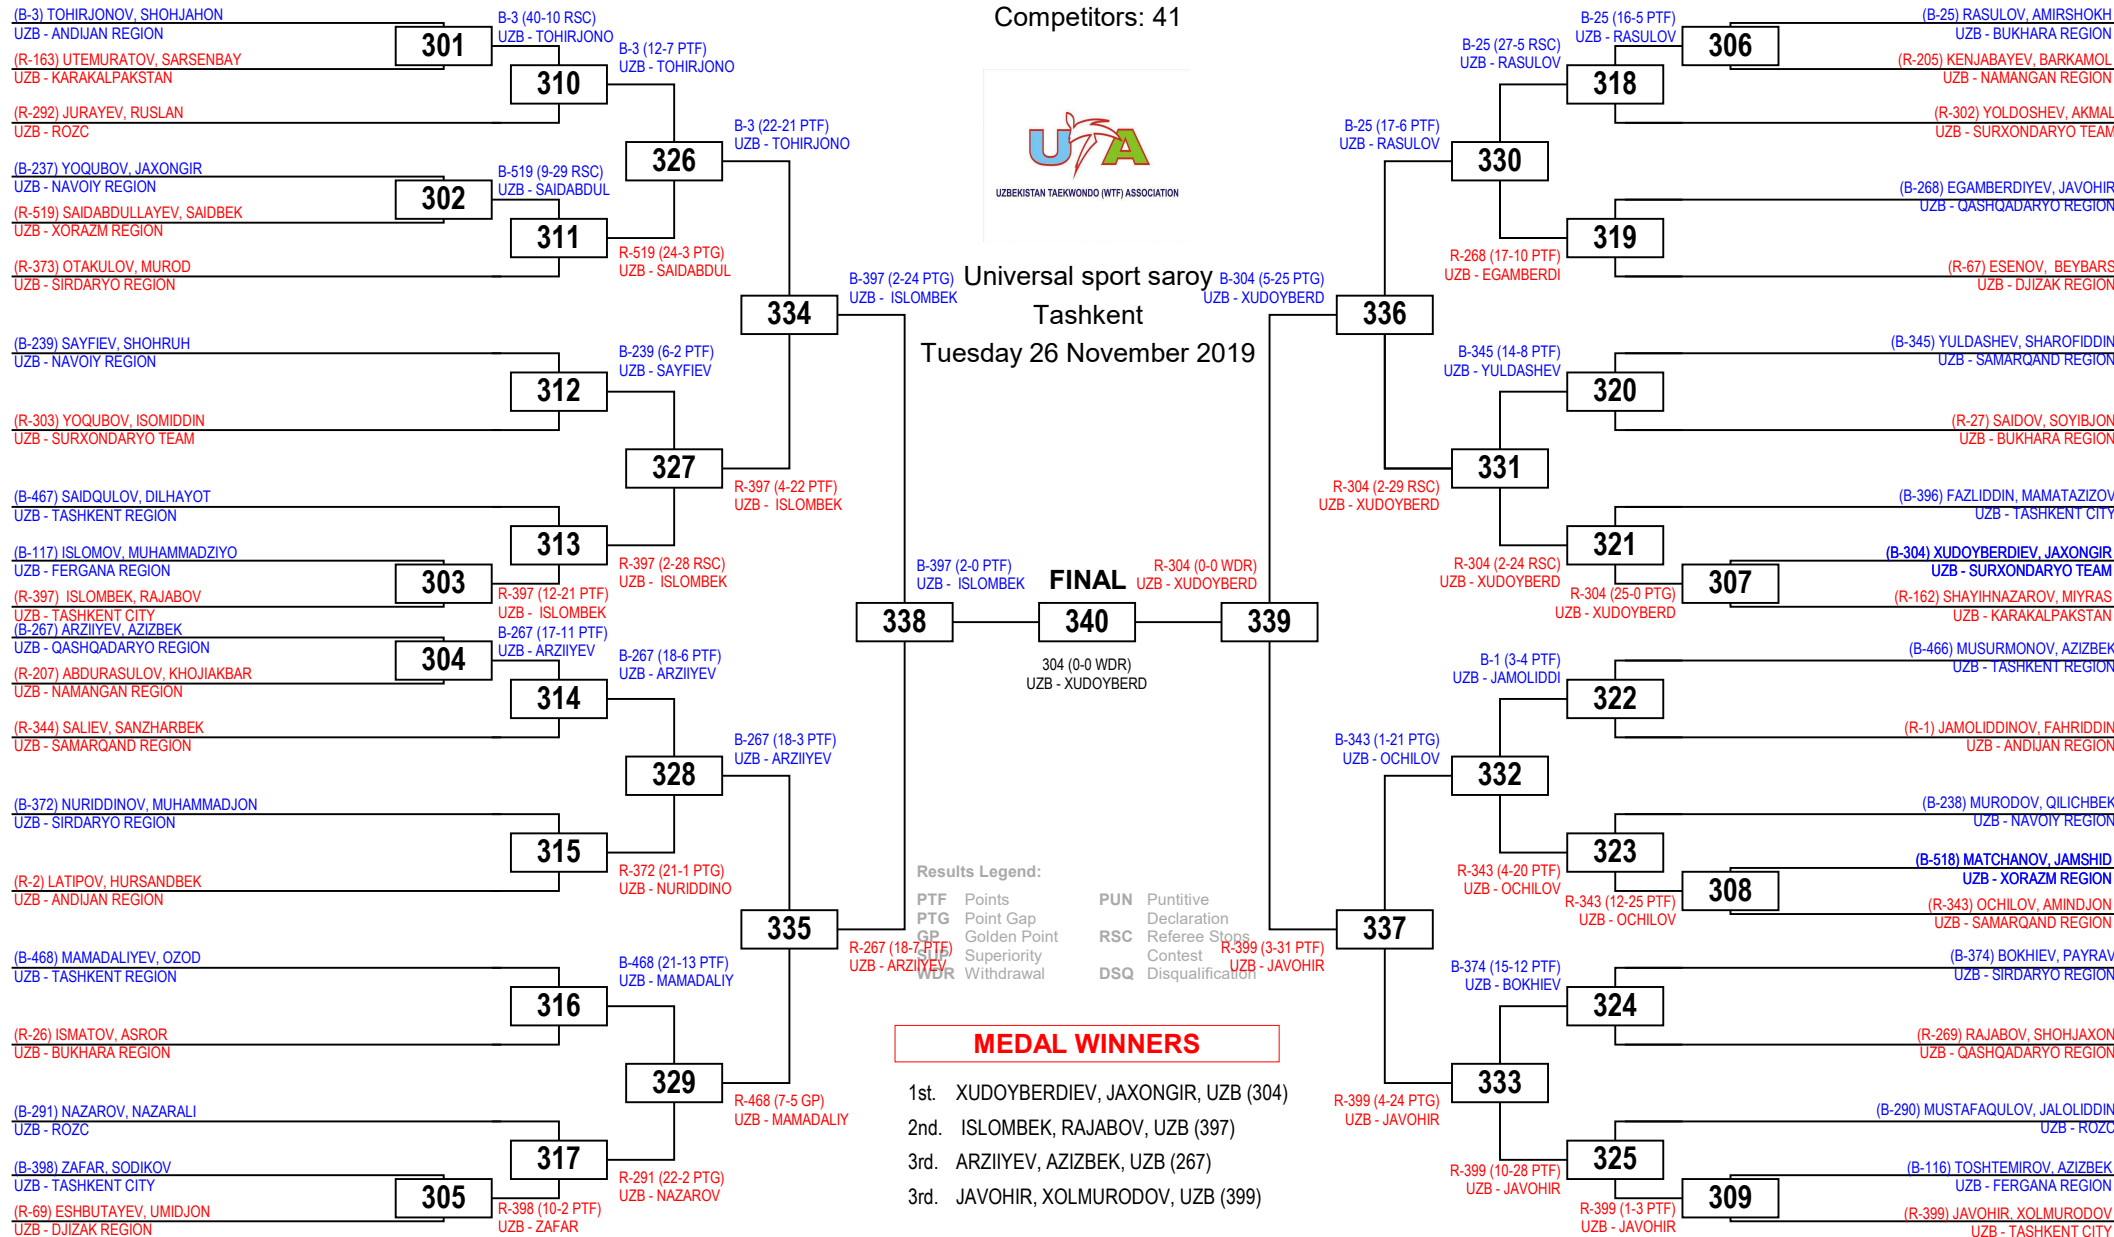 Competitors: 41
UTA
UZBEKISTAN TAEKWONDO (WTF) ASSOCIATION
Universal sport saroy
Tashkent
Tuesday 26 November 2019
(B-3) TOHIRJONOV, SHOHJAHON
UZB - ANDIJAN REGION
301
(R-163) UTEMURATOV, SARSENBAY
UZB - KARAKALPAKSTAN
B-3 (40-10 RSC)
UZB - TOHIRJONO
310
(R-292) JURAYEV, RUSLAN
UZB - ROZC
B-3 (12-7 PTF)
UZB - TOHIRJONO
326
(B-237) YOQUBOV, JAXONGIR
UZB - NAVOIY REGION
302
(R-519) SAIDABDULLAYEV, SAIDBEK
UZB - XORAZM REGION
B-519 (9-29 RSC)
UZB - SAIDABDUL
311
(R-373) OTAKULOV, MUROD
UZB - SIRDARYO REGION
R-519 (24-3 PTG)
UZB - SAIDABDUL
B-3 (22-21 PTF)
UZB - TOHIRJONO
334
(B-239) SAYFIEV, SHOHRUH
UZB - NAVOIY REGION
312
(R-303) YOQUBOV, ISOMIDDIN
UZB - SURXONDARYO TEAM
B-239 (6-2 PTF)
UZB - SAYFIEV
327
(B-467) SAIDQULOV, DILHAYOT
UZB - TASHKENT REGION
313
(B-117) ISLOMOV, MUHAMMADZIYO
UZB - FERGANA REGION
303
(R-397)  ISLOMBEK, RAJABOV
UZB - TASHKENT CITY
R-397 (12-21 PTF)
UZB -  ISLOMBEK
R-397 (2-28 RSC)
UZB -  ISLOMBEK
R-397 (4-22 PTF)
UZB -  ISLOMBEK
B-397 (2-24 PTG)
UZB -  ISLOMBEK
338
(B-267) ARZIIYEV, AZIZBEK
UZB - QASHQADARYO REGION
304
(R-207) ABDURASULOV, KHOJIAKBAR
UZB - NAMANGAN REGION
B-267 (17-11 PTF)
UZB - ARZIIYEV
314
(R-344) SALIEV, SANZHARBEK
UZB - SAMARQAND REGION
B-267 (18-6 PTF)
UZB - ARZIIYEV
328
(B-372) NURIDDINOV, MUHAMMADJON
UZB - SIRDARYO REGION
315
(R-2) LATIPOV, HURSANDBEK
UZB - ANDIJAN REGION
R-372 (21-1 PTG)
UZB - NURIDDINO
B-267 (18-3 PTF)
UZB - ARZIIYEV
335
(B-468) MAMADALIYEV, OZOD
UZB - TASHKENT REGION
316
(R-26) ISMATOV, ASROR
UZB - BUKHARA REGION
B-468 (21-13 PTF)
UZB - MAMADALIY
329
(B-291) NAZAROV, NAZARALI
UZB - ROZC
317
(B-398) ZAFAR, SODIKOV
UZB - TASHKENT CITY
305
(R-69) ESHBUTAYEV, UMIDJON
UZB - DJIZAK REGION
R-398 (10-2 PTF)
UZB - ZAFAR
R-291 (22-2 PTG)
UZB - NAZAROV
R-468 (7-5 GP)
UZB - MAMADALIY
R-267 (18-7 PTF)
UZB - ARZIIYEV
B-397 (2-0 PTF)
UZB -  ISLOMBEK
FINAL
340
304 (0-0 WDR)
UZB - XUDOYBERD
R-304 (0-0 WDR)
UZB - XUDOYBERD
339
B-304 (5-25 PTG)
UZB - XUDOYBERD
336
B-25 (17-6 PTF)
UZB - RASULOV
330
B-25 (27-5 RSC)
UZB - RASULOV
318
B-25 (16-5 PTF)
UZB - RASULOV
306
(B-25) RASULOV, AMIRSHOKH
UZB - BUKHARA REGION
(R-205) KENJABAYEV, BARKAMOL
UZB - NAMANGAN REGION
(R-302) YOLDOSHEV, AKMAL
UZB - SURXONDARYO TEAM
(B-268) EGAMBERDIYEV, JAVOHIR
UZB - QASHQADARYO REGION
319
R-268 (17-10 PTF)
UZB - EGAMBERDI
(R-67) ESENOV,  BEYBARS
UZB - DJIZAK REGION
(B-345) YULDASHEV, SHAROFIDDIN
UZB - SAMARQAND REGION
B-345 (14-8 PTF)
UZB - YULDASHEV
320
(R-27) SAIDOV, SOYIBJON
UZB - BUKHARA REGION
331
R-304 (2-29 RSC)
UZB - XUDOYBERD
(B-396) FAZLIDDIN, MAMATAZIZOV
UZB - TASHKENT CITY
321
R-304 (2-24 RSC)
UZB - XUDOYBERD
(B-304) XUDOYBERDIEV, JAXONGIR
UZB - SURXONDARYO TEAM
307
R-304 (25-0 PTG)
UZB - XUDOYBERD
(R-162) SHAYIHNAZAROV, MIYRAS
UZB - KARAKALPAKSTAN
(B-466) MUSURMONOV, AZIZBEK
UZB - TASHKENT REGION
B-1 (3-4 PTF)
UZB - JAMOLIDDI
322
(R-1) JAMOLIDDINOV, FAHRIDDIN
UZB - ANDIJAN REGION
B-343 (1-21 PTG)
UZB - OCHILOV
332
(B-238) MURODOV, QILICHBEK
UZB - NAVOIY REGION
323
R-343 (4-20 PTF)
UZB - OCHILOV
(B-518) MATCHANOV, JAMSHID
UZB - XORAZM REGION
308
R-343 (12-25 PTF)
UZB - OCHILOV
(R-343) OCHILOV, AMINDJON
UZB - SAMARQAND REGION
337
R-399 (3-31 PTF)
UZB - JAVOHIR
(B-374) BOKHIEV, PAYRAV
UZB - SIRDARYO REGION
B-374 (15-12 PTF)
UZB - BOKHIEV
324
(R-269) RAJABOV, SHOHJAXON
UZB - QASHQADARYO REGION
333
R-399 (4-24 PTG)
UZB - JAVOHIR
(B-290) MUSTAFAQULOV, JALOLIDDIN
UZB - ROZC
325
R-399 (10-28 PTF)
UZB - JAVOHIR
(B-116) TOSHTEMIROV, AZIZBEK
UZB - FERGANA REGION
309
R-399 (1-3 PTF)
UZB - JAVOHIR
(R-399) JAVOHIR, XOLMURODOV
UZB - TASHKENT CITY
Results Legend:
PTF Points
PTG Point Gap
GP Golden Point
SUP Superiority
WDR Withdrawal
PUN Puntitive
Declaration
RSC Referee Stops
Contest
DSQ Disqualification
MEDAL WINNERS
1st. XUDOYBERDIEV, JAXONGIR, UZB (304)
2nd.  ISLOMBEK, RAJABOV, UZB (397)
3rd. ARZIIYEV, AZIZBEK, UZB (267)
3rd. JAVOHIR, XOLMURODOV, UZB (399)